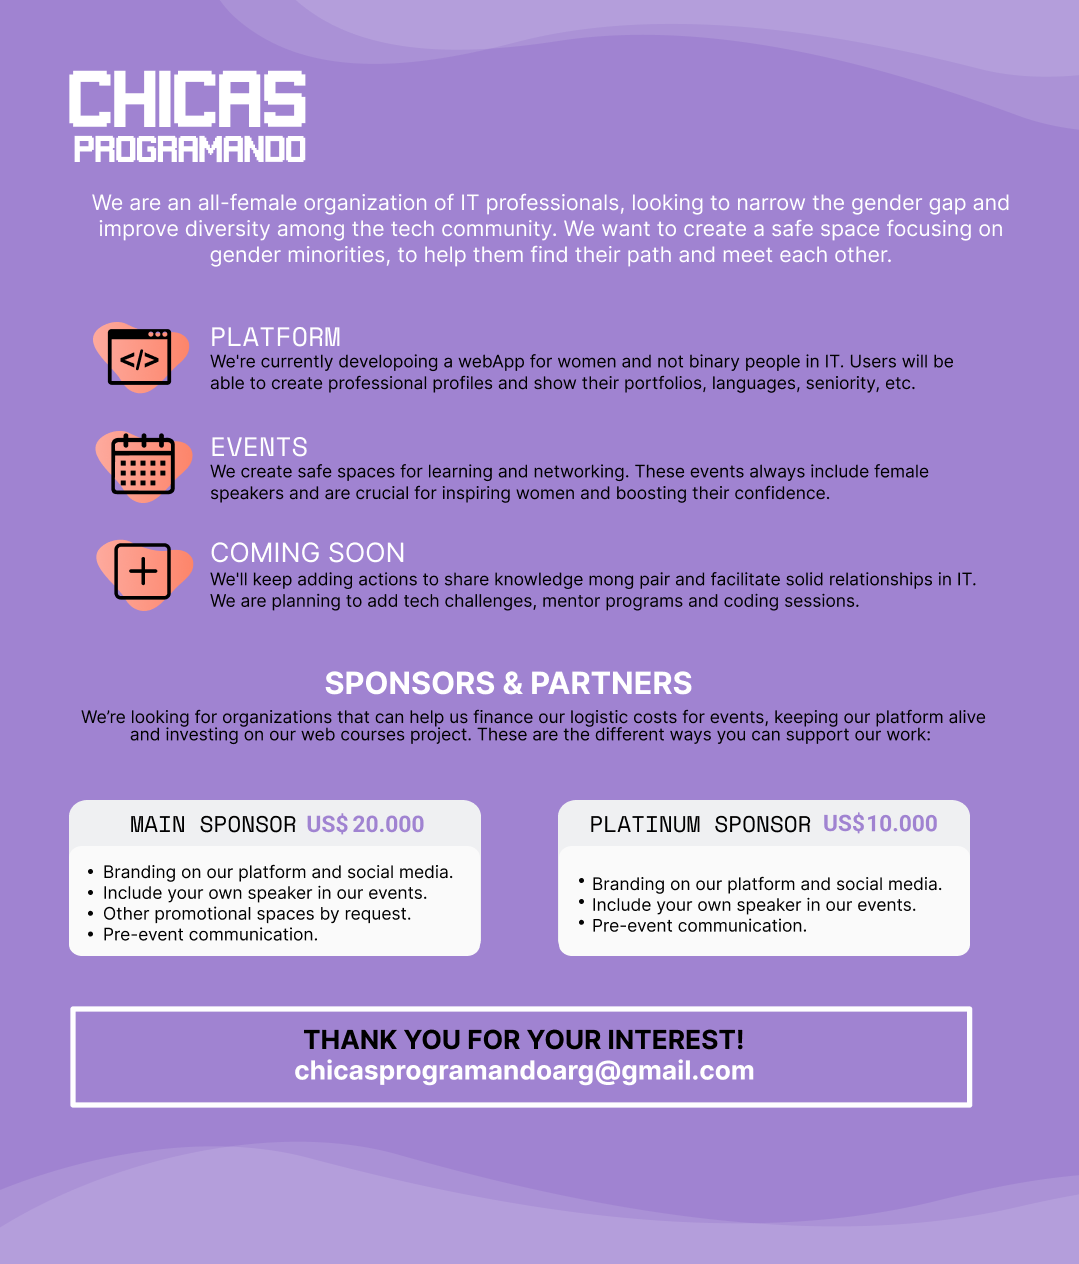 CHICAS
PROGRAMANDO
We are an all-female organization of IT professionals, looking to narrow the gender gap and
improve diversity among the tech community. We want to create a safe space focusing on
gender minorities, to help them find their path and meet each other.
</>
PLATFORM
We're currently developoing a webApp for women and not binary people in IT. Users will be
able to create professional profiles and show their portfolios, languages, seniority, etc.
EVENTS
We create safe spaces for learning and networking. These events always include female
speakers and are crucial for inspiring women and boosting their confidence.
COMING SOON
We'll keep adding actions to share knowledge mong pair and facilitate solid relationships in IT.
We are planning to add tech challenges, mentor programs and coding sessions.
SPONSORS & PARTNERS
We’re looking for organizations that can help us finance our logistic costs for events, keeping our platform alive
and investing on our web courses project. These are the different ways you can support our work:
MAIN SPONSOR US$ 20.000
• Branding on our platform and social media.
• Include your own speaker in our events.
• Other promotional spaces by request.
• Pre-event communication.
PLATINUM SPONSOR US$10.000
• Branding on our platform and social media.
• Include your own speaker in our events.
• Pre-event communication.
THANK YOU FOR YOUR INTEREST!
chicasprogramandoarg@gmail.com